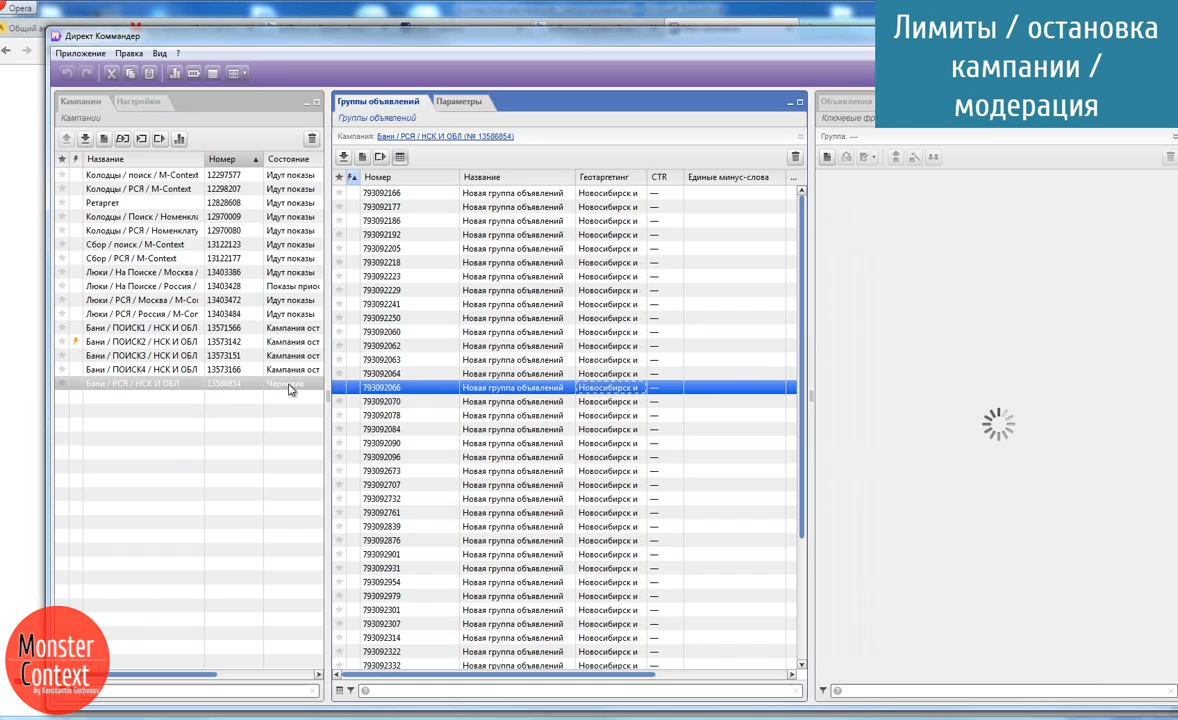 Opera
Общий
Директ Коммандер
Лимиты / остановка
кампании /
модерация
Приложение Правка Вид ?
Кампании Настройки
Кампании
Группы объявлений Параметры
Группы объявлений
Кампания: Бани / РСЯ / НСК И ОБЛ (№ 13586854)
Объявления
Ключевые фр
Группа: —
Название Номер Состояние
Колодцы / поиск / M-Context 12297577 Идут показы
Колодцы / РСЯ / M-Context 12298207 Идут показы
Ретаргет 12828608 Идут показы
Колодцы / Поиск / Номенкла 12970009 Идут показы
Колодцы / РСЯ / Номенклату 12970080 Идут показы
Сбор / поиск / M-Context 13122123 Идут показы
Сбор / РСЯ / M-Context 13122177 Идут показы
Люки / На Поиске / Москва / 13403386 Идут показы
Люки / На Поиске / Россия / 13403428 Показы приос
Люки / РСЯ / Москва / M-Co 13403472 Идут показы
Люки / РСЯ / Россия / M-Cor 13403484 Идут показы
Бани / ПОИСК1 / НСК И ОБЛ 13571566 Кампания ост
Бани / ПОИСК2 / НСК И ОБЛ 13573142 Кампания ост
Бани / ПОИСК3 / НСК И ОБЛ 13573151 Кампания ост
Бани / ПОИСК4 / НСК И ОБЛ 13573166 Кампания ост
Бани / РСЯ / НСК И ОБЛ 13586854
Номер Название Геотаргетинг CTR Единые минус-слова ...
793092166 Новая группа объявлений Новосибирск и —
793092177 Новая группа объявлений Новосибирск и —
793092186 Новая группа объявлений Новосибирск и —
793092192 Новая группа объявлений Новосибирск и —
793092205 Новая группа объявлений Новосибирск и —
793092218 Новая группа объявлений Новосибирск и —
793092223 Новая группа объявлений Новосибирск и —
793092229 Новая группа объявлений Новосибирск и —
793092241 Новая группа объявлений Новосибирск и —
793092250 Новая группа объявлений Новосибирск и —
793092060 Новая группа объявлений Новосибирск и —
793092062 Новая группа объявлений Новосибирск и —
793092063 Новая группа объявлений Новосибирск и —
793092064 Новая группа объявлений Новосибирск и —
793092066 Новая группа объявлений Новосибирск и —
793092070 Новая группа объявлений Новосибирск и —
793092078 Новая группа объявлений Новосибирск и —
793092084 Новая группа объявлений Новосибирск и —
793092090 Новая группа объявлений Новосибирск и —
793092096 Новая группа объявлений Новосибирск и —
793092673 Новая группа объявлений Новосибирск и —
793092707 Новая группа объявлений Новосибирск и —
793092732 Новая группа объявлений Новосибирск и —
793092761 Новая группа объявлений Новосибирск и —
793092839 Новая группа объявлений Новосибирск и —
793092876 Новая группа объявлений Новосибирск и —
793092901 Новая группа объявлений Новосибирск и —
793092931 Новая группа объявлений Новосибирск и —
793092954 Новая группа объявлений Новосибирск и —
793092979 Новая группа объявлений Новосибирск и —
793092301 Новая группа объявлений Новосибирск и —
793092307 Новая группа объявлений Новосибирск и —
793092314 Новая группа объявлений Новосибирск и —
793092322 Новая группа объявлений Новосибирск и —
793092332 Новая группа объявлений Новосибирск и —
Monster
Context
by Konstantin Gorbunov